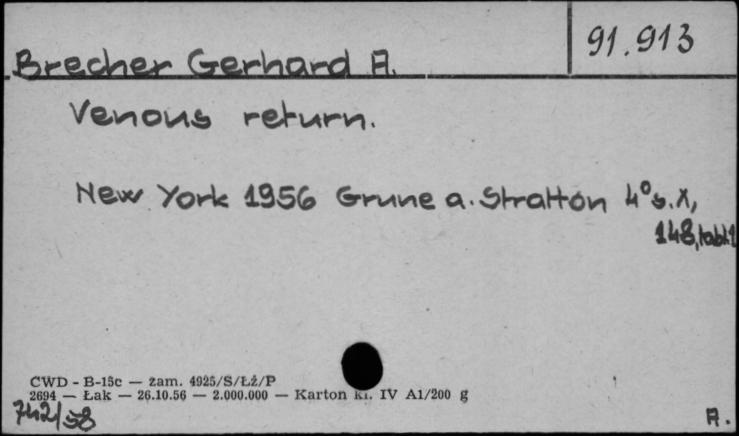 91.913
Brecher Gerhard A.
Venous return.
New York 1956 Grune a. Stratton 4° s. X,
148, tabl. 1
CWD - B-15c — zam. 4925/S/Łż/P
2694 — Łak — 26.10.56 — 2.000.000 — Karton kl. IV A1/200 g
742/58
A.